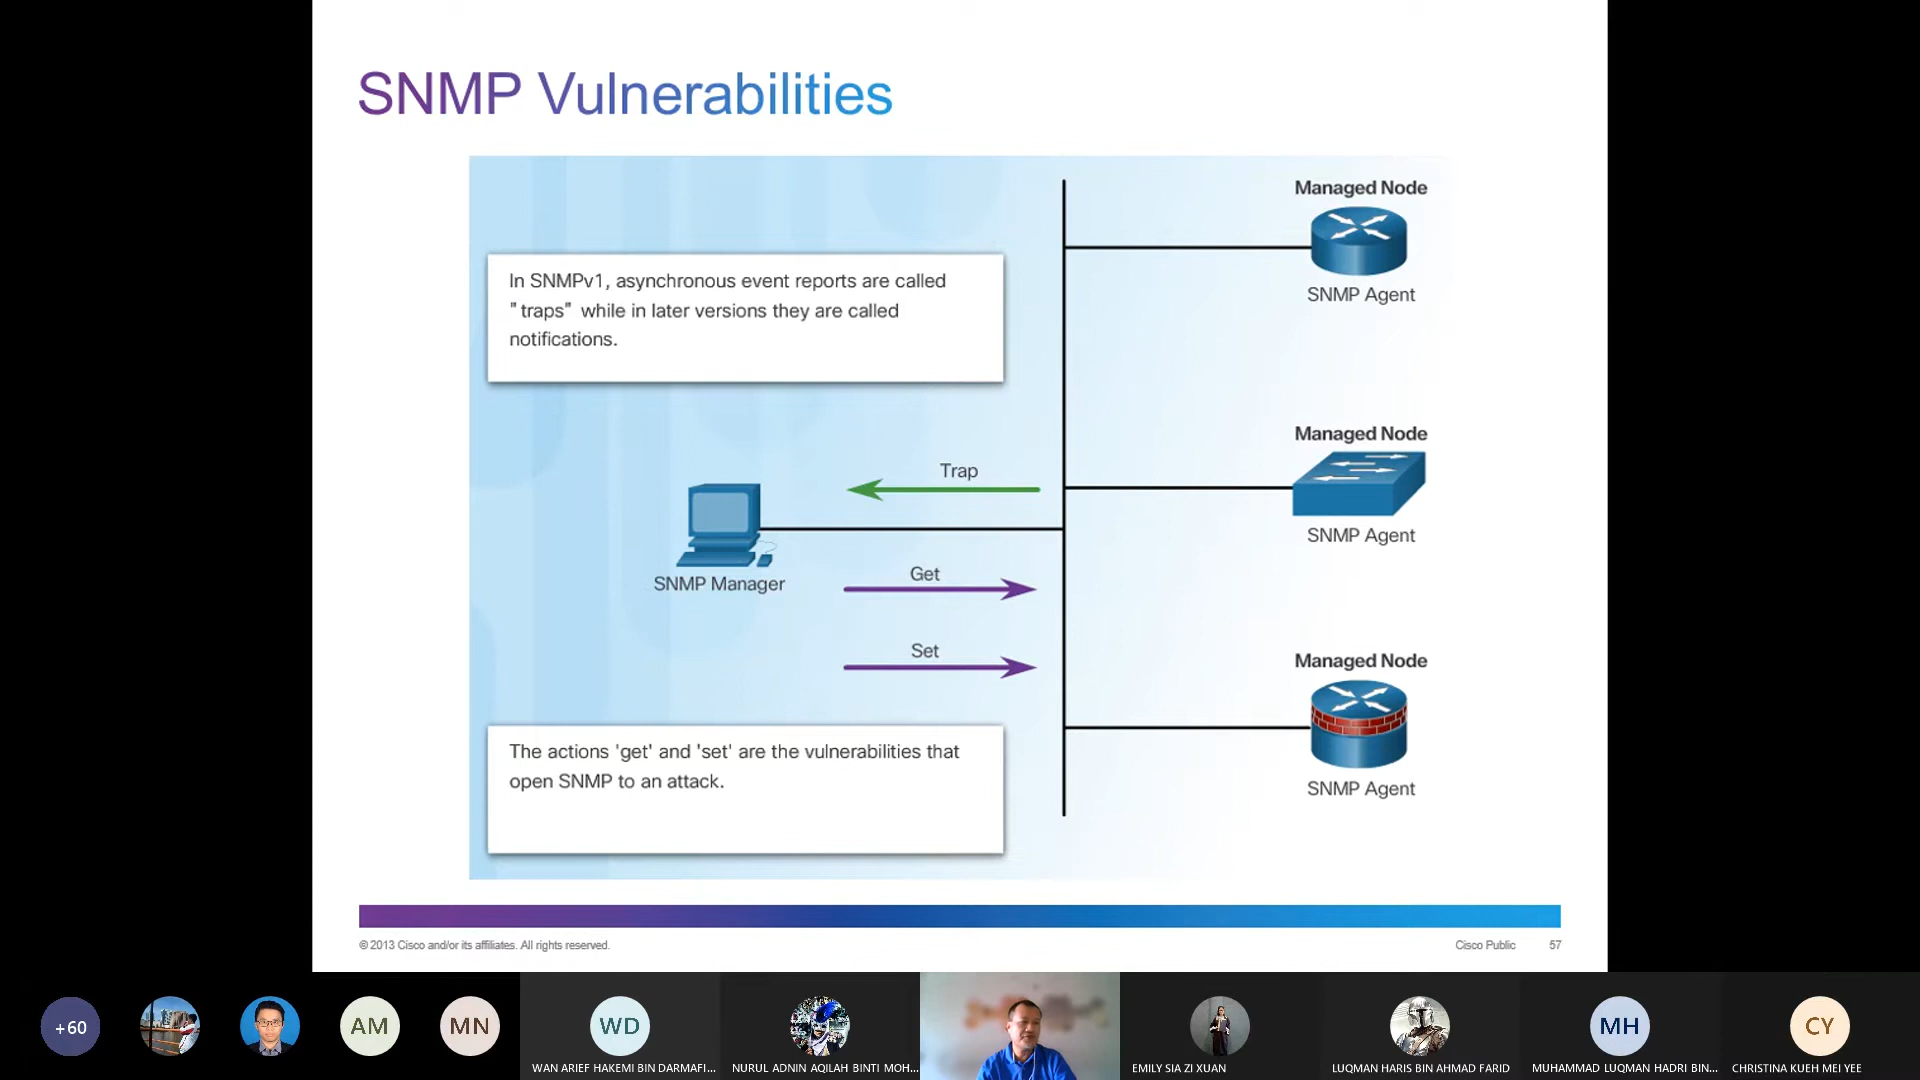 SNMP Vulnerabilities
Managed Node
SNMP Agent
In SNMPv1, asynchronous event reports are called
"traps" while in later versions they are called
notifications.
Managed Node
Trap
SNMP Agent
SNMP Manager
Get
Set
Managed Node
SNMP Agent
The actions 'get' and 'set' are the vulnerabilities that
open SNMP to an attack.
© 2013 Cisco and/or its affiliates. All rights reserved.
Cisco Public
57
+60
AM
MN
WD
WAN ARIEF HAKEMI BIN DARMAFI...
NURUL ADNIN AQILAH BINTI MOH...
EMILY SIA ZI XUAN
LUQMAN HARIS BIN AHMAD FARID
MH
MUHAMMAD LUQMAN HADRI BIN...
CY
CHRISTINA KUEH MEI YEE